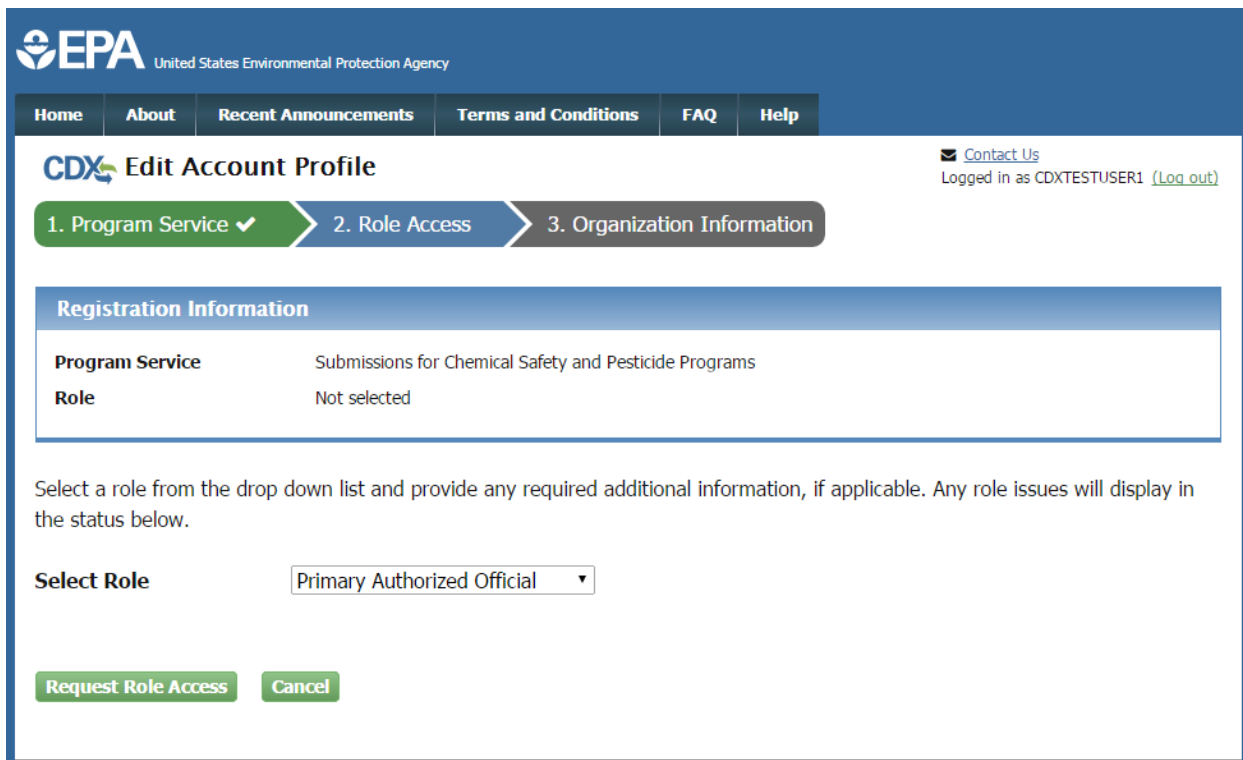 EPA United States Environmental Protection Agency
Home About Recent Announcements Terms and Conditions FAQ Help
CDX Edit Account Profile
Contact Us
Logged in as CDXTESTUSER1 (Log out)
1. Program Service 2. Role Access 3. Organization Information
Registration Information
Program Service Submissions for Chemical Safety and Pesticide Programs
Role Not selected
Select a role from the drop down list and provide any required additional information, if applicable. Any role issues will display in
the status below.
Select Role Primary Authorized Official
Request Role Access Cancel